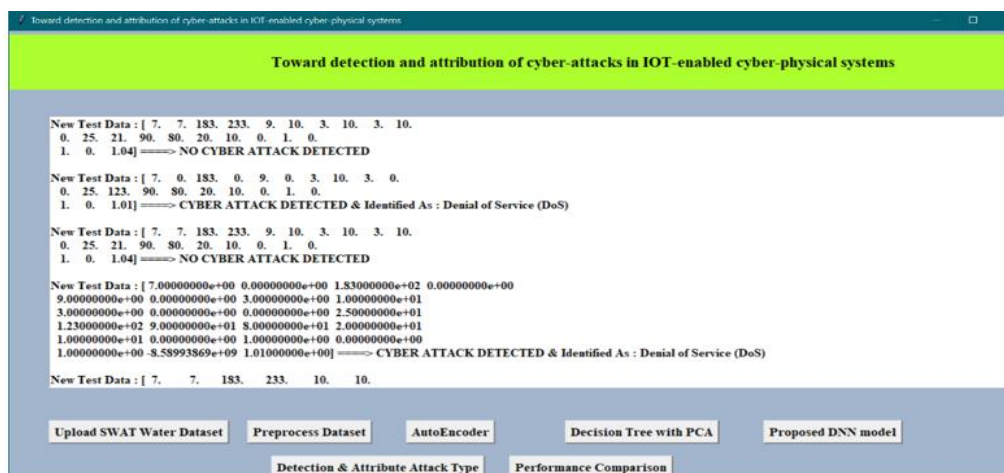 Toward detection and attribution of cyber-attacks in IOT-enabled cyber-physical systems
Toward detection and attribution of cyber-attacks in IOT-enabled cyber-physical systems
New Test Data : [ 7. 7. 183. 233. 9. 10. 3. 10. 3. 10.
0. 25. 21. 90. 80. 20. 10. 0. 1. 0.
1. 0. 1.04] ====> NO CYBER ATTACK DETECTED
New Test Data : [ 7. 0. 183. 0. 9. 0. 3. 10. 3. 0.
0. 25. 123. 90. 80. 20. 10. 0. 1. 0.
1. 0. 1.01] ====> CYBER ATTACK DETECTED & Identified As : Denial of Service (DoS)
New Test Data : [ 7. 7. 183. 233. 9. 10. 3. 10. 3. 10.
0. 25. 21. 90. 80. 20. 10. 0. 1. 0.
1. 0. 1.04] ====> NO CYBER ATTACK DETECTED
New Test Data : [ 7.00000000e+00 0.00000000e+00 1.83000000e+02 0.00000000e+00
9.00000000e+00 0.00000000e+00 3.00000000e+00 1.00000000e+01
3.00000000e+00 0.00000000e+00 0.00000000e+00 2.50000000e+01
1.23000000e+02 9.00000000e+01 8.00000000e+01 2.00000000e+01
1.00000000e+01 0.00000000e+00 1.00000000e+00 0.00000000e+00
1.00000000e+00 -8.58993869e+09 1.01000000e+00] ====> CYBER ATTACK DETECTED & Identified As : Denial of Service (DoS)
New Test Data : [ 7. 7. 183. 233. 10. 10.
Upload SWAT Water Dataset Preprocess Dataset AutoEncoder Decision Tree with PCA Proposed DNN model
Detection & Attribute Attack Type Performance Comparison